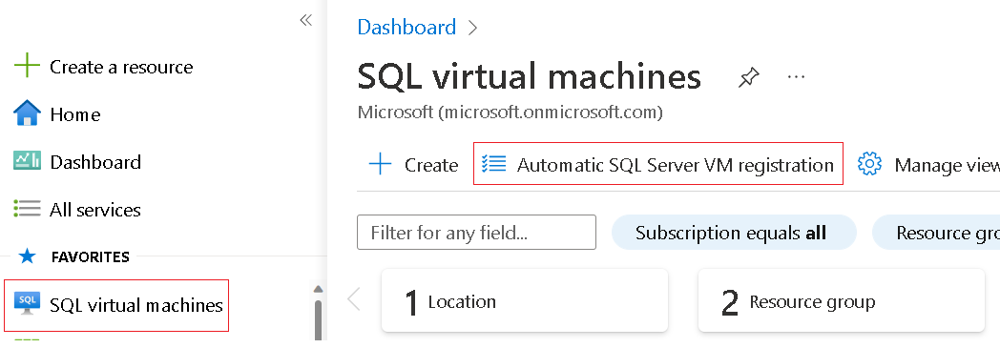 «
Create a resource
Home
Dashboard
All services
FAVORITES
SQL
SQL virtual machines
Dashboard >
SQL virtual machines ...
Microsoft (microsoft.onmicrosoft.com)
+ Create Automatic SQL Server VM registration Manage view
Filter for any field... Subscription equals all Resource gro
1 Location 2 Resource group